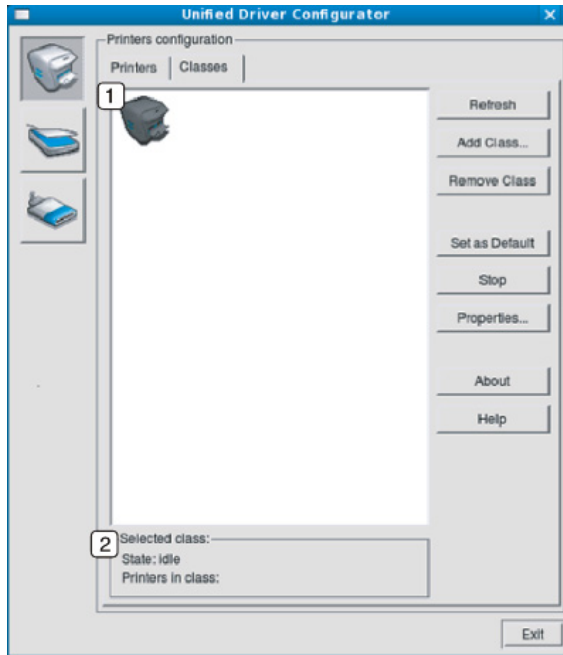 Unified Driver Configurator
Printers configuration
Printers Classes
1
Refresh
Add Class...
Remove Class
Set as Default
Stop
Properties...
About
Help
2
Selected class:
State: idle
Printers in class:
Exit